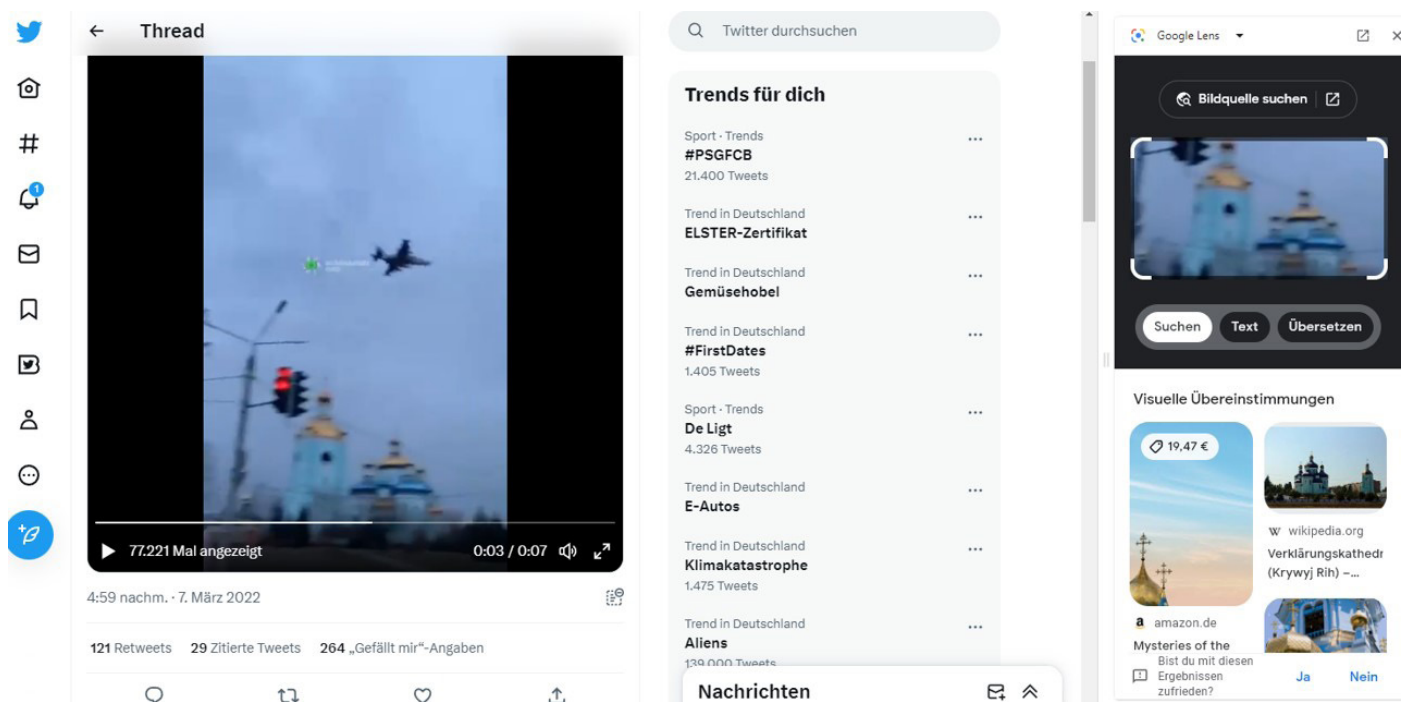 Thread
77.221 Mal angezeigt
0:03 / 0:07
4:59 nachm. · 7. März 2022
121 Retweets 29 Zitierte Tweets 264 „Gefällt mir“-Angaben
Twitter durchsuchen
Trends für dich
Sport · Trends
#PSGFCB
21.400 Tweets
Trend in Deutschland
ELSTER-Zertifikat
Trend in Deutschland
Gemüsehobel
Trend in Deutschland
#FirstDates
1.405 Tweets
Sport · Trends
De Ligt
4.326 Tweets
Trend in Deutschland
E-Autos
Trend in Deutschland
Klimakatastrophe
1.475 Tweets
Trend in Deutschland
Aliens
139.000 Tweets
Nachrichten
1
Google Lens
Bildquelle suchen
Suchen Text Übersetzen
Visuelle Übereinstimmungen
19,47 €
a amazon.de
Mysteries of the
W wikipedia.org
Verklärungskathedr
(Krywyj Rih) –...
Bist du mit diesen
Ergebnissen
zufrieden?
Ja Nein